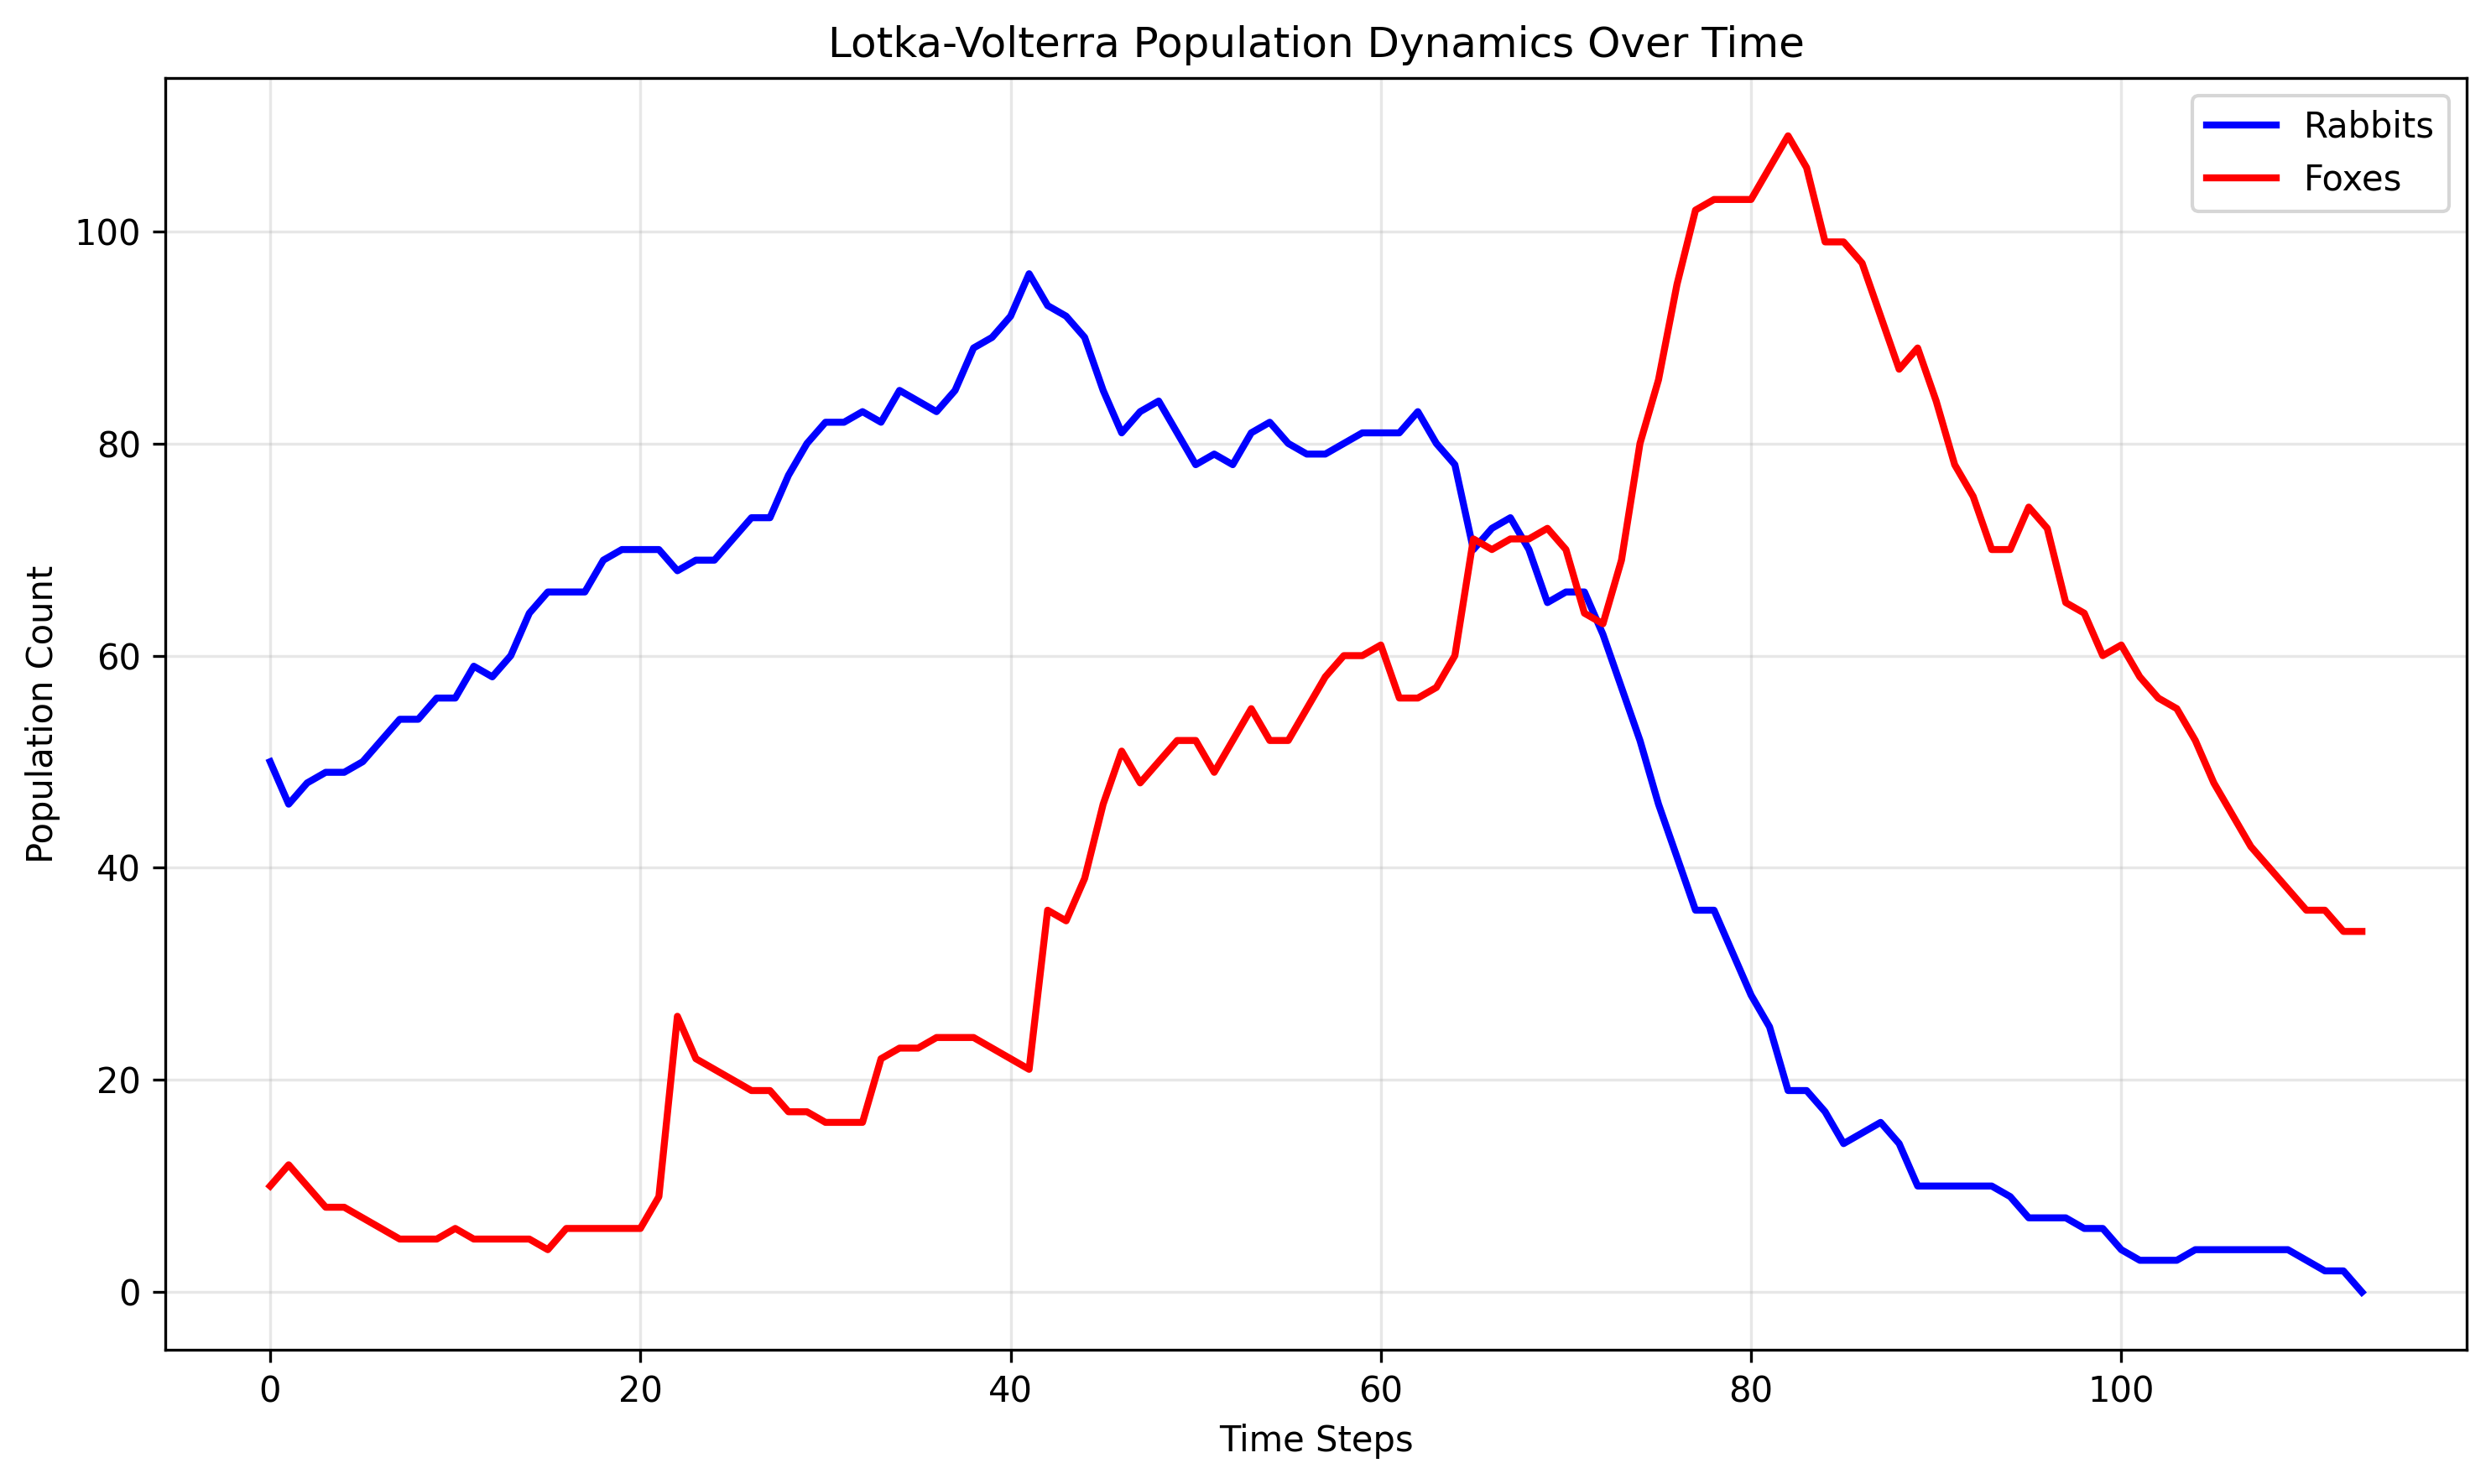 Lotka-Volterra Population Dynamics Over Time
Rabbits
Foxes
Population Count
100
80
60
40
20
0
0 20 40 60 80 100
Time Steps